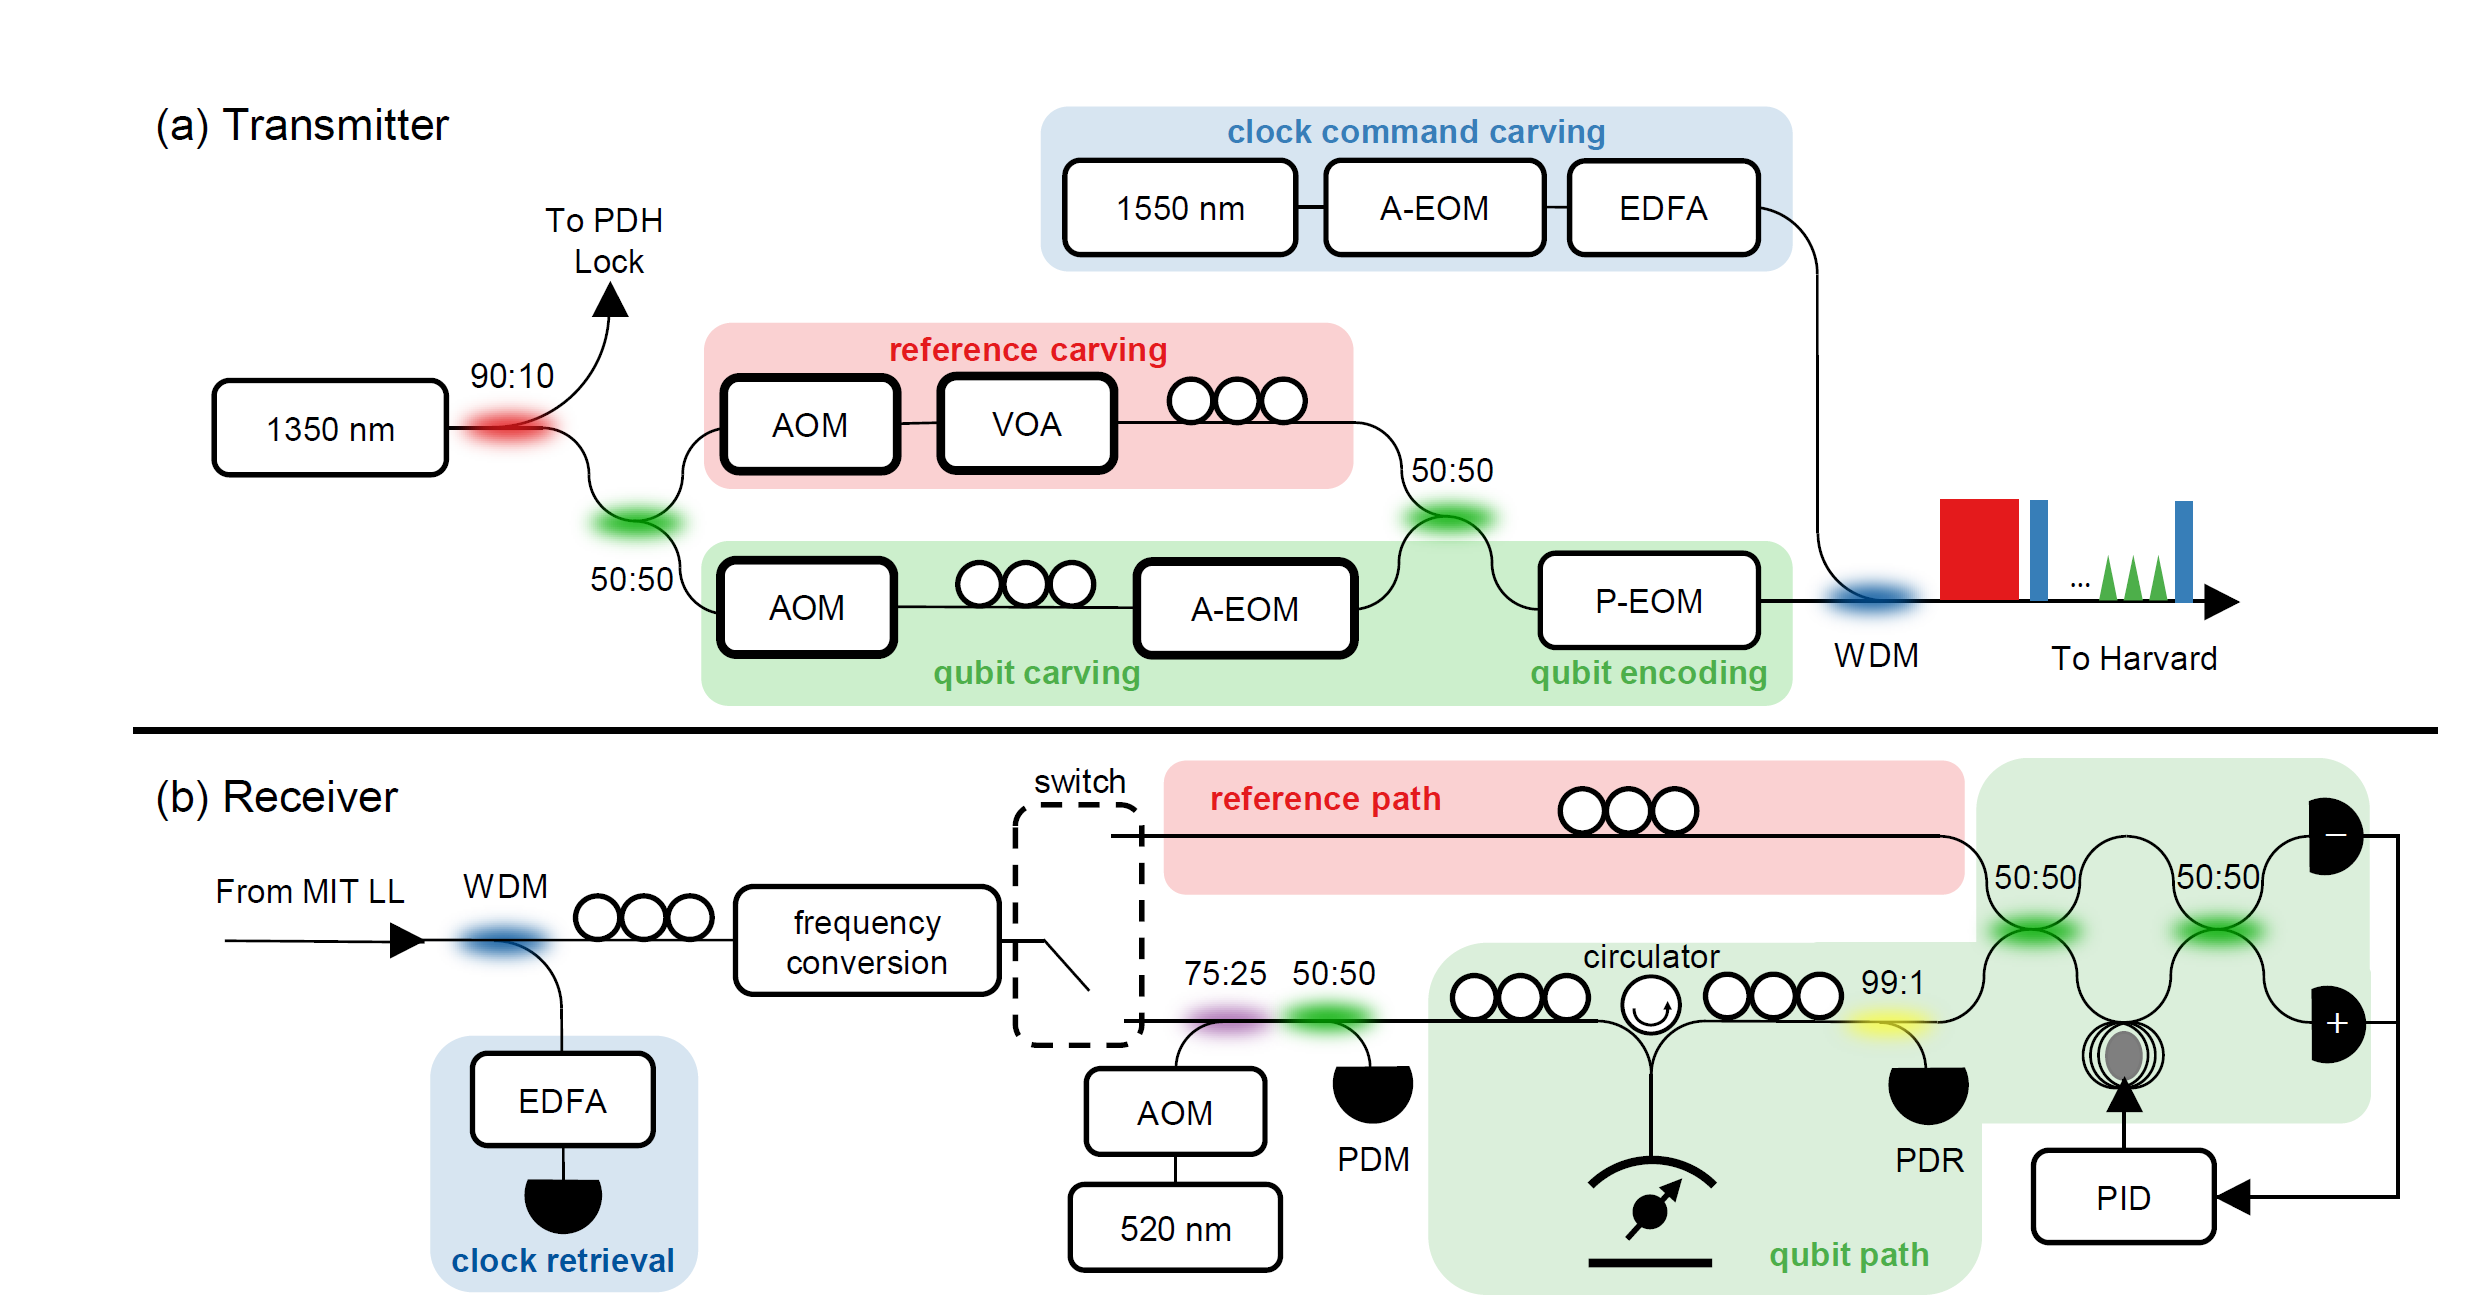 (a) Transmitter
clock command carving
1550 nm
A-EOM
EDFA
To PDH
Lock
90:10
1350 nm
reference carving
AOM
VOA
50:50
50:50
AOM
A-EOM
P-EOM
qubit carving
qubit encoding
...
WDM
To Harvard
(b) Receiver
switch
reference path
From MIT LL
WDM
frequency
conversion
50:50
50:50
−
+
75:25
50:50
circulator
99:1
EDFA
clock retrieval
AOM
520 nm
PDM
PDR
PID
qubit path